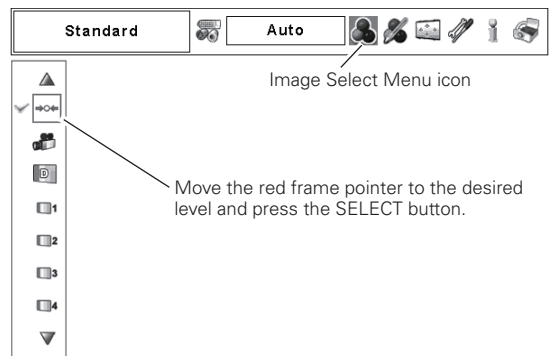 Standard
Auto
Image Select Menu icon
D
Move the red frame pointer to the desired
level and press the SELECT button.
1
2
3
4